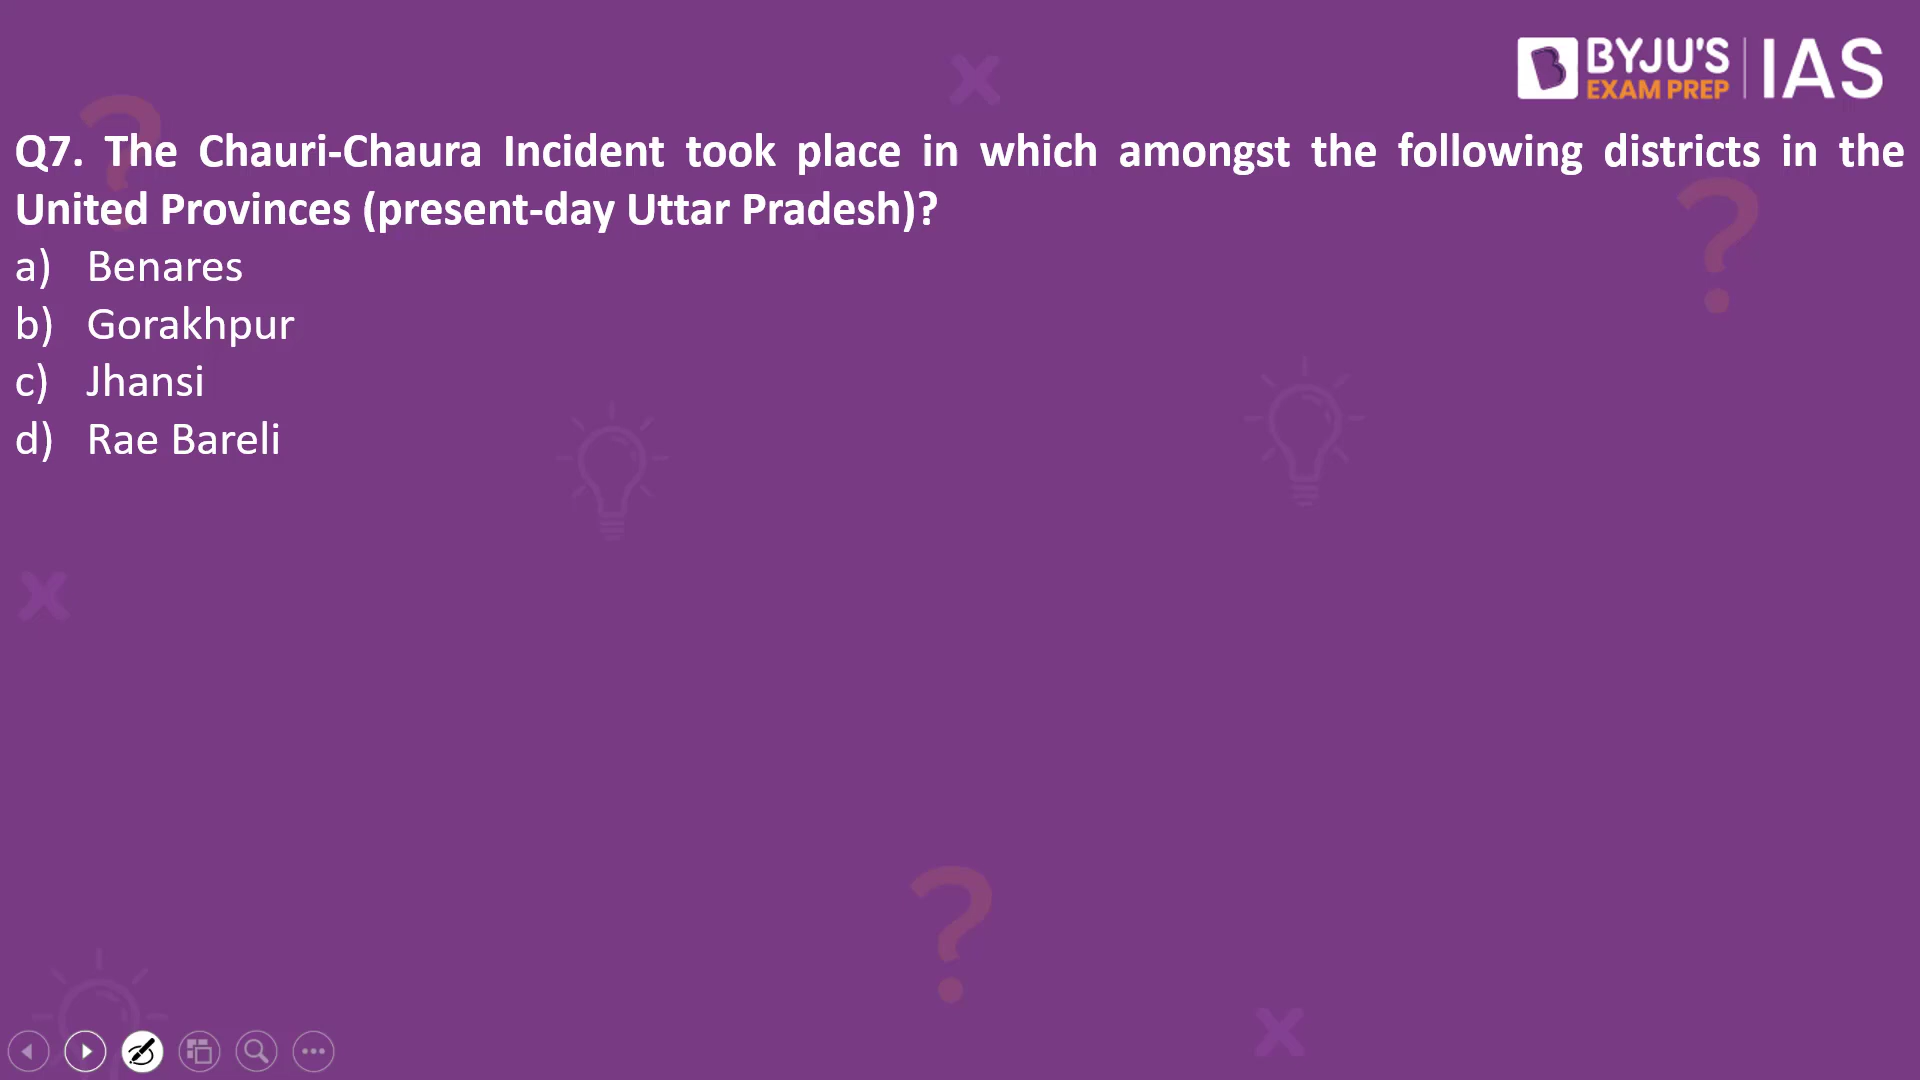 BYJU'S
EXAM PREP
IAS
Q7. The Chauri-Chaura Incident took place in which amongst the following districts in the
United Provinces (present-day Uttar Pradesh)?
a) Benares
b) Gorakhpur
c) Jhansi
d) Rae Bareli